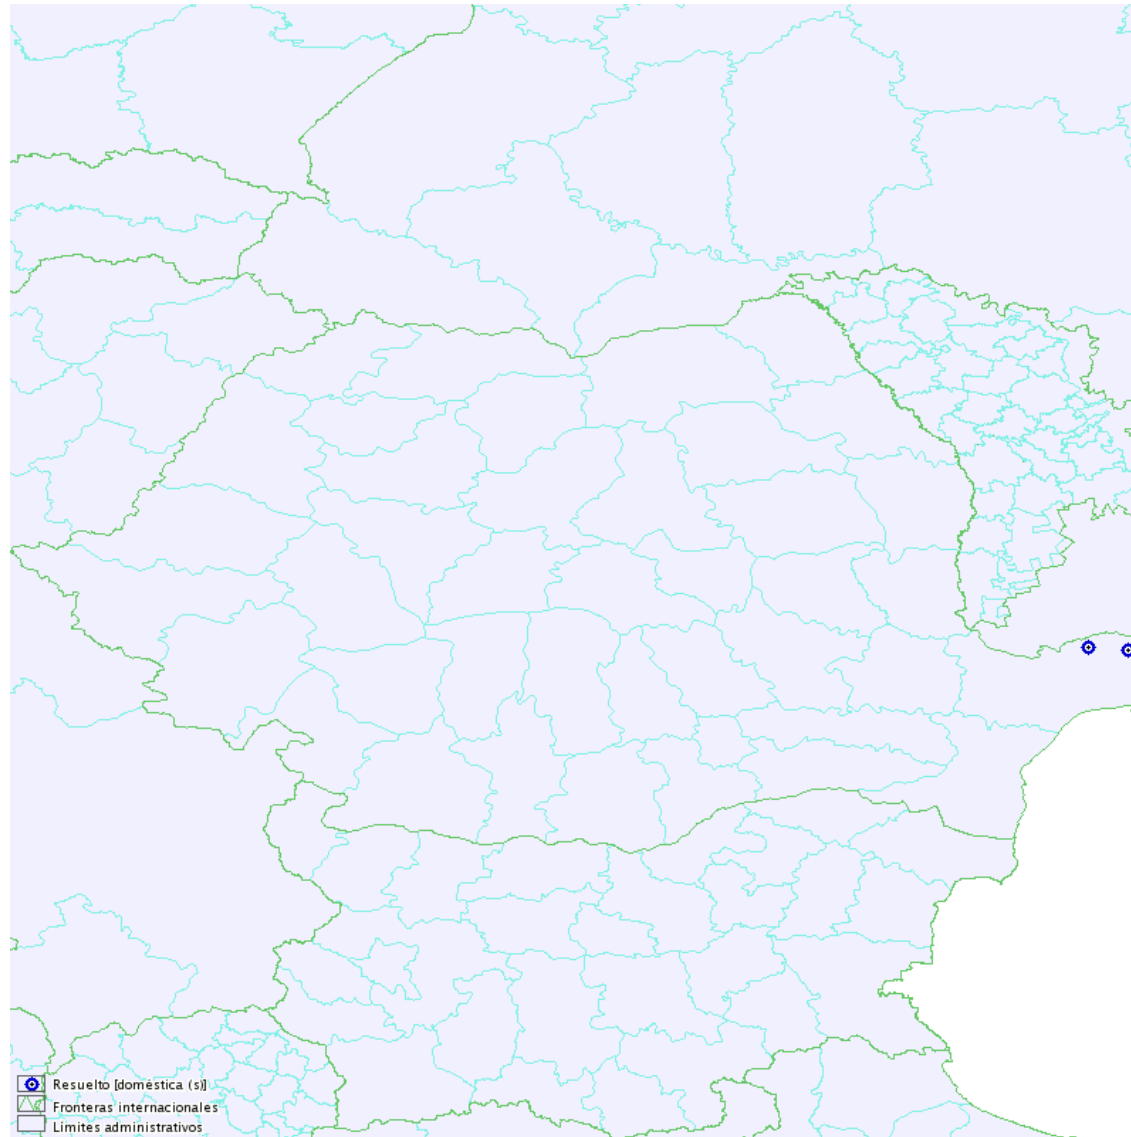 Resuelto [doméstica (s)]
Fronteras internacionales
Límites administrativos